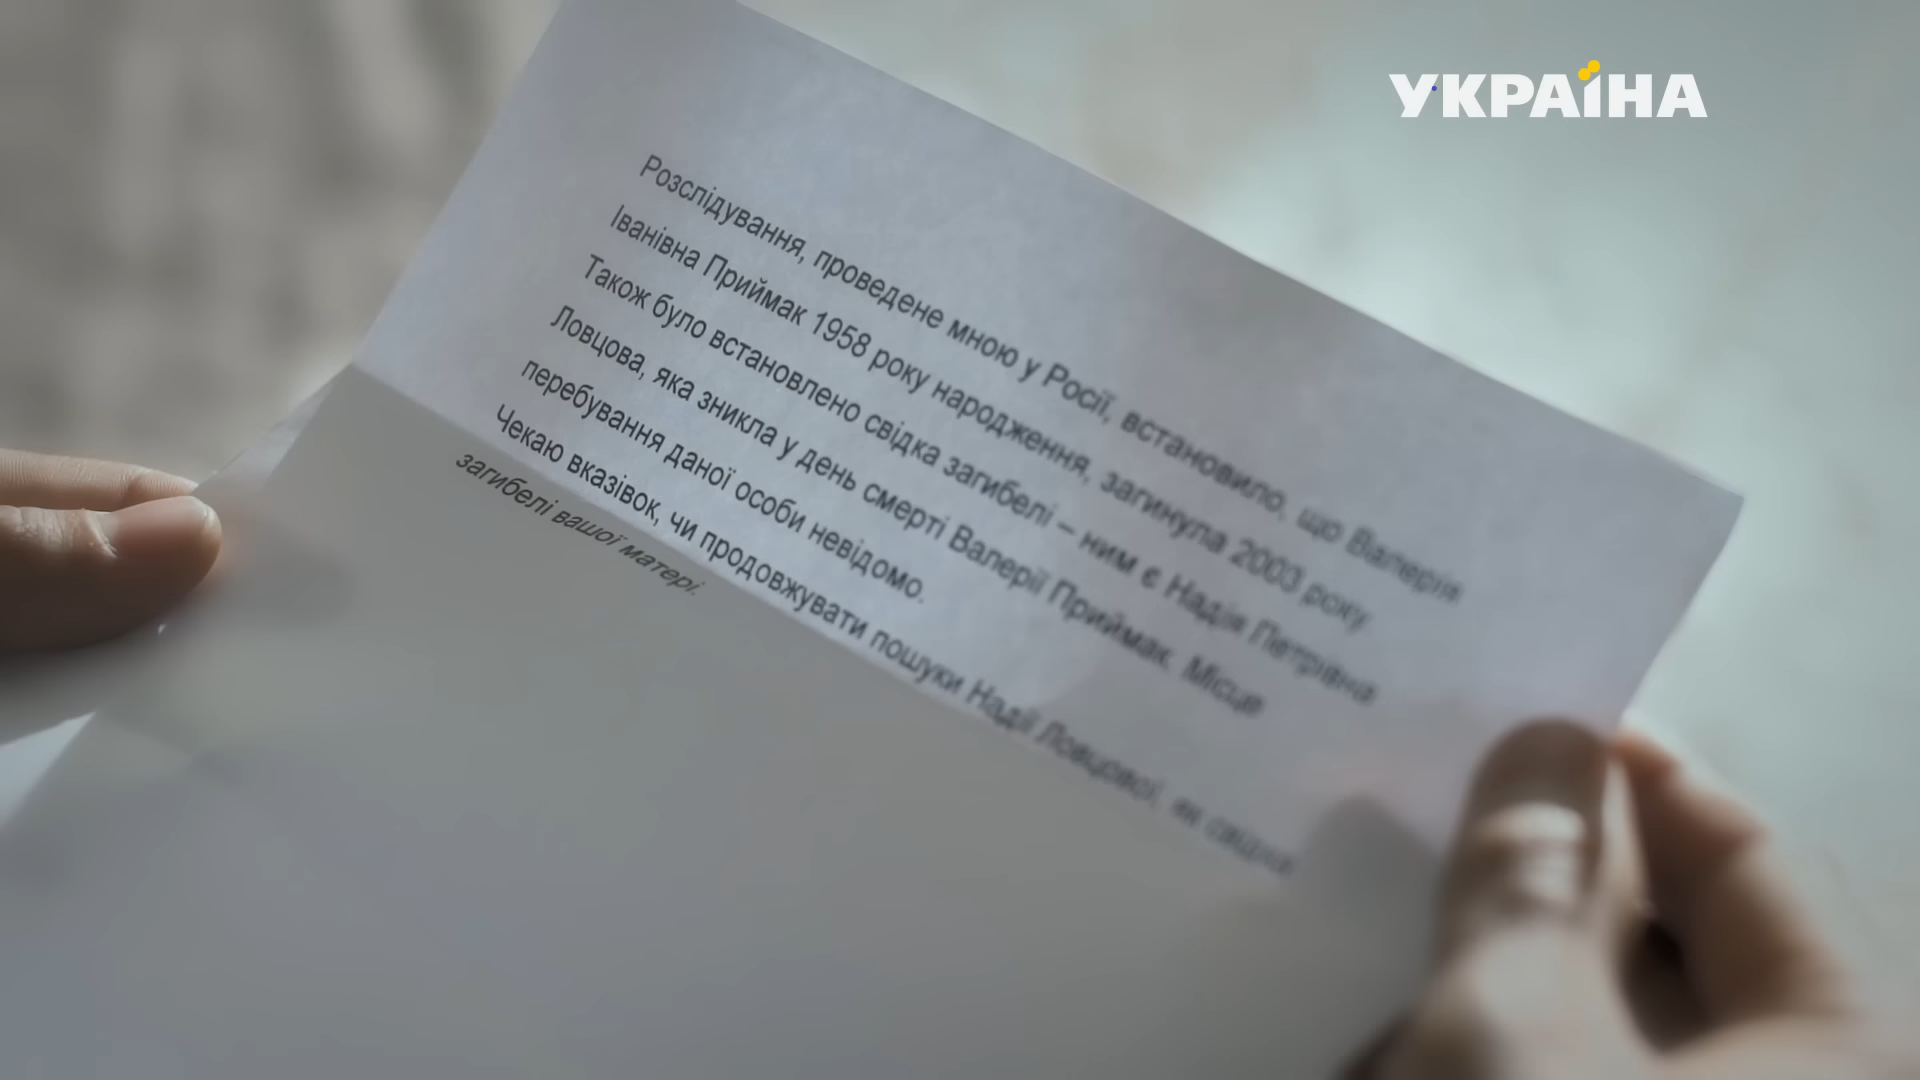 УКРАЇНА
Розслідування, проведене мною у Росії, встановило, що Валерія
Іванівна Приймак 1958 року народження, загинула 2003 року.
Також було встановлено свідка загибелі – ним є Надія Петрівна
Ловцова, яка зникла у день смерті Валерії Приймак. Місце
перебування даної особи невідомо.
Чекаю вказівок, чи продовжувати пошуки Надії Ловцової, як свідка
загибелі вашої матері.